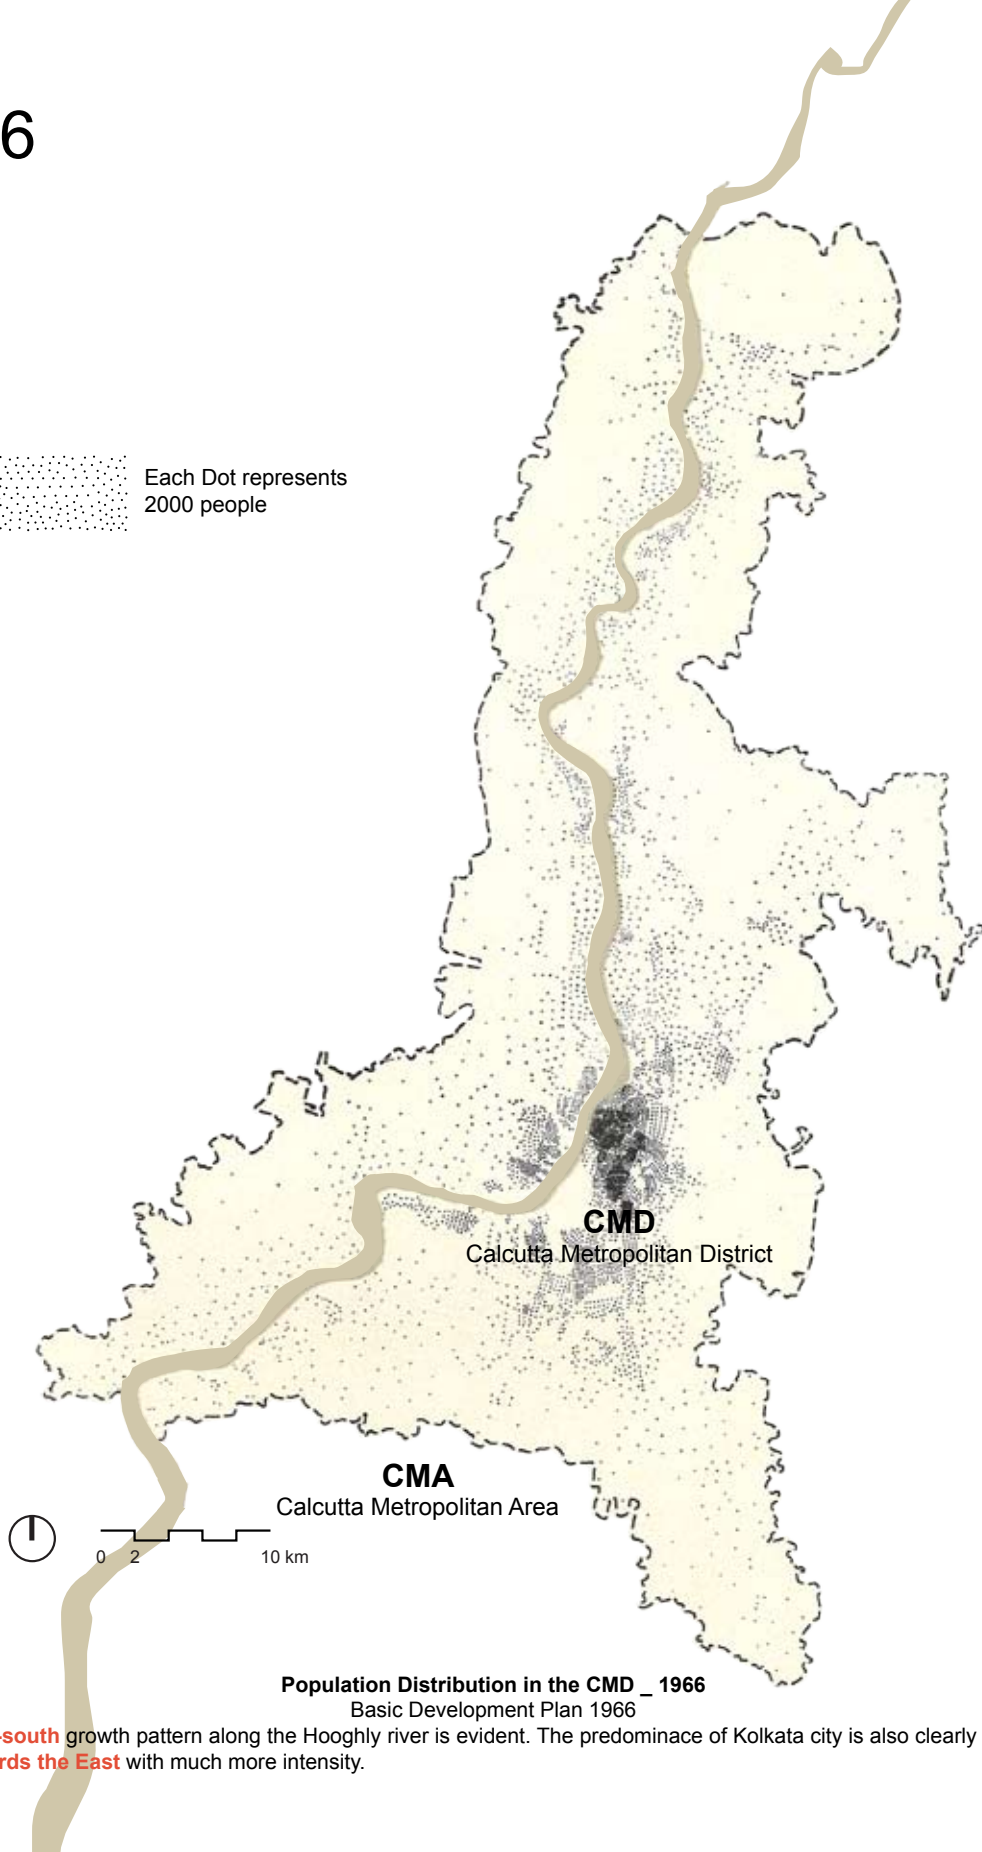 6
Each Dot represents
2000 people
CMD
Calcutta Metropolitan District
CMA
Calcutta Metropolitan Area
0 2 10 km
Population Distribution in the CMD _ 1966
Basic Development Plan 1966
-south growth pattern along the Hooghly river is evident. The predominace of Kolkata city is also clearly
rds the East with much more intensity.